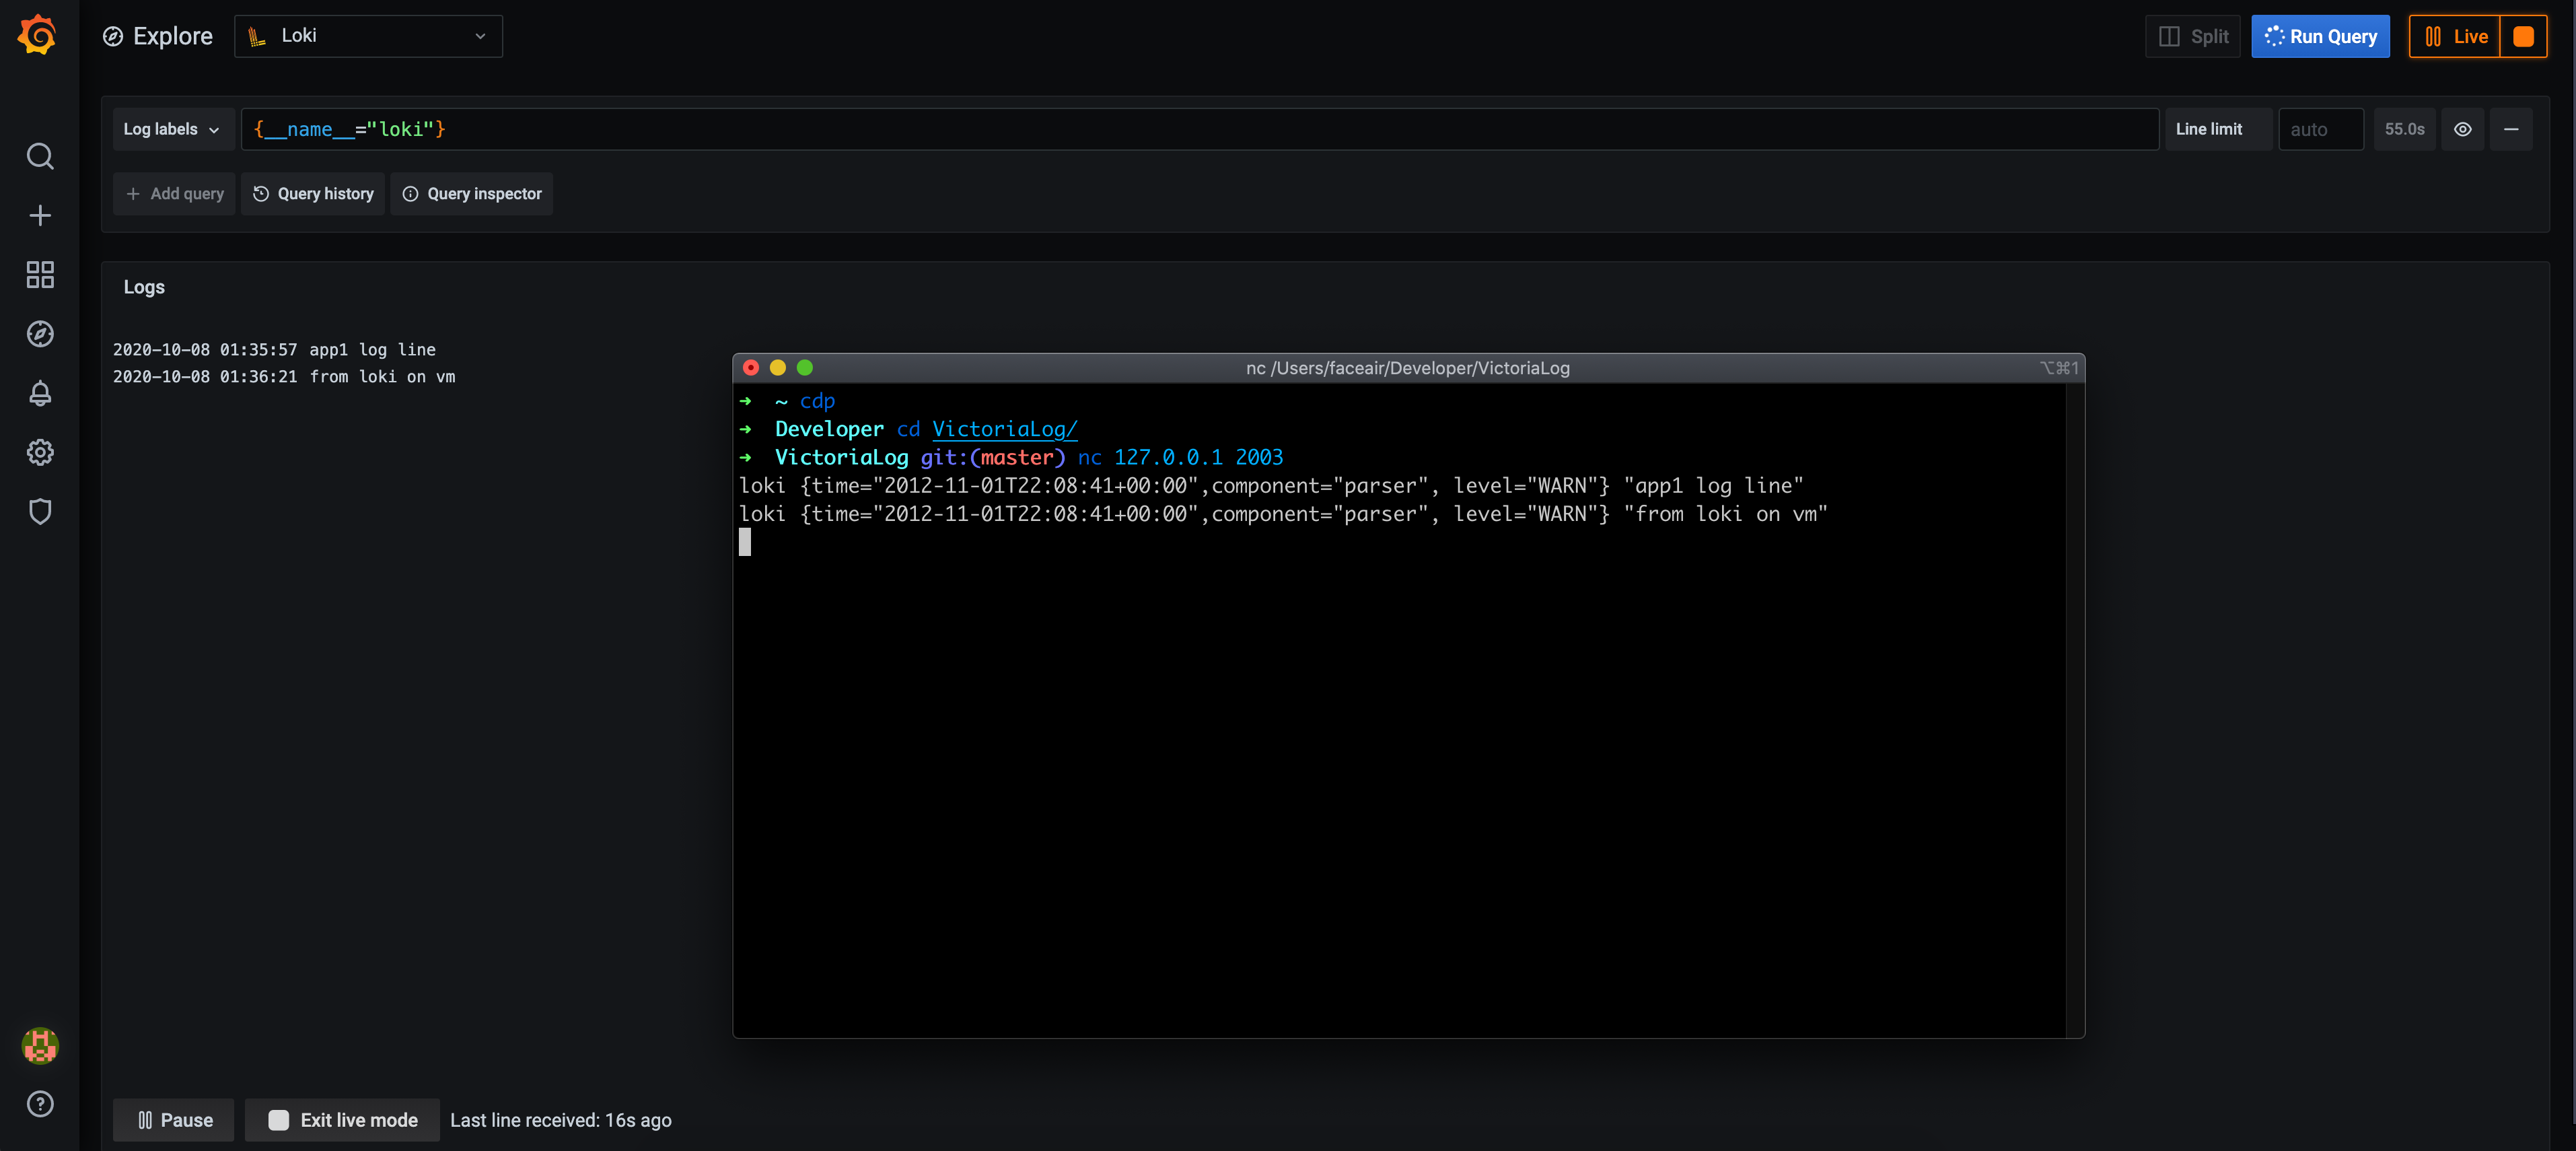 Explore
Loki
Split
Run Query
Live
Log labels
{__name__="loki"}
Line limit
auto
55.0s
Add query
Query history
Query inspector
Logs
2020-10-08 01:35:57 app1 log line
2020-10-08 01:36:21 from loki on vm
nc /Users/faceair/Developer/VictoriaLog
⌥⌘1
➜ ~ cdp
➜ Developer cd VictoriaLog/
➜ VictoriaLog git:(master) nc 127.0.0.1 2003
loki {time="2012-11-01T22:08:41+00:00",component="parser", level="WARN"} "app1 log line"
loki {time="2012-11-01T22:08:41+00:00",component="parser", level="WARN"} "from loki on vm"
Pause
Exit live mode
Last line received: 16s ago